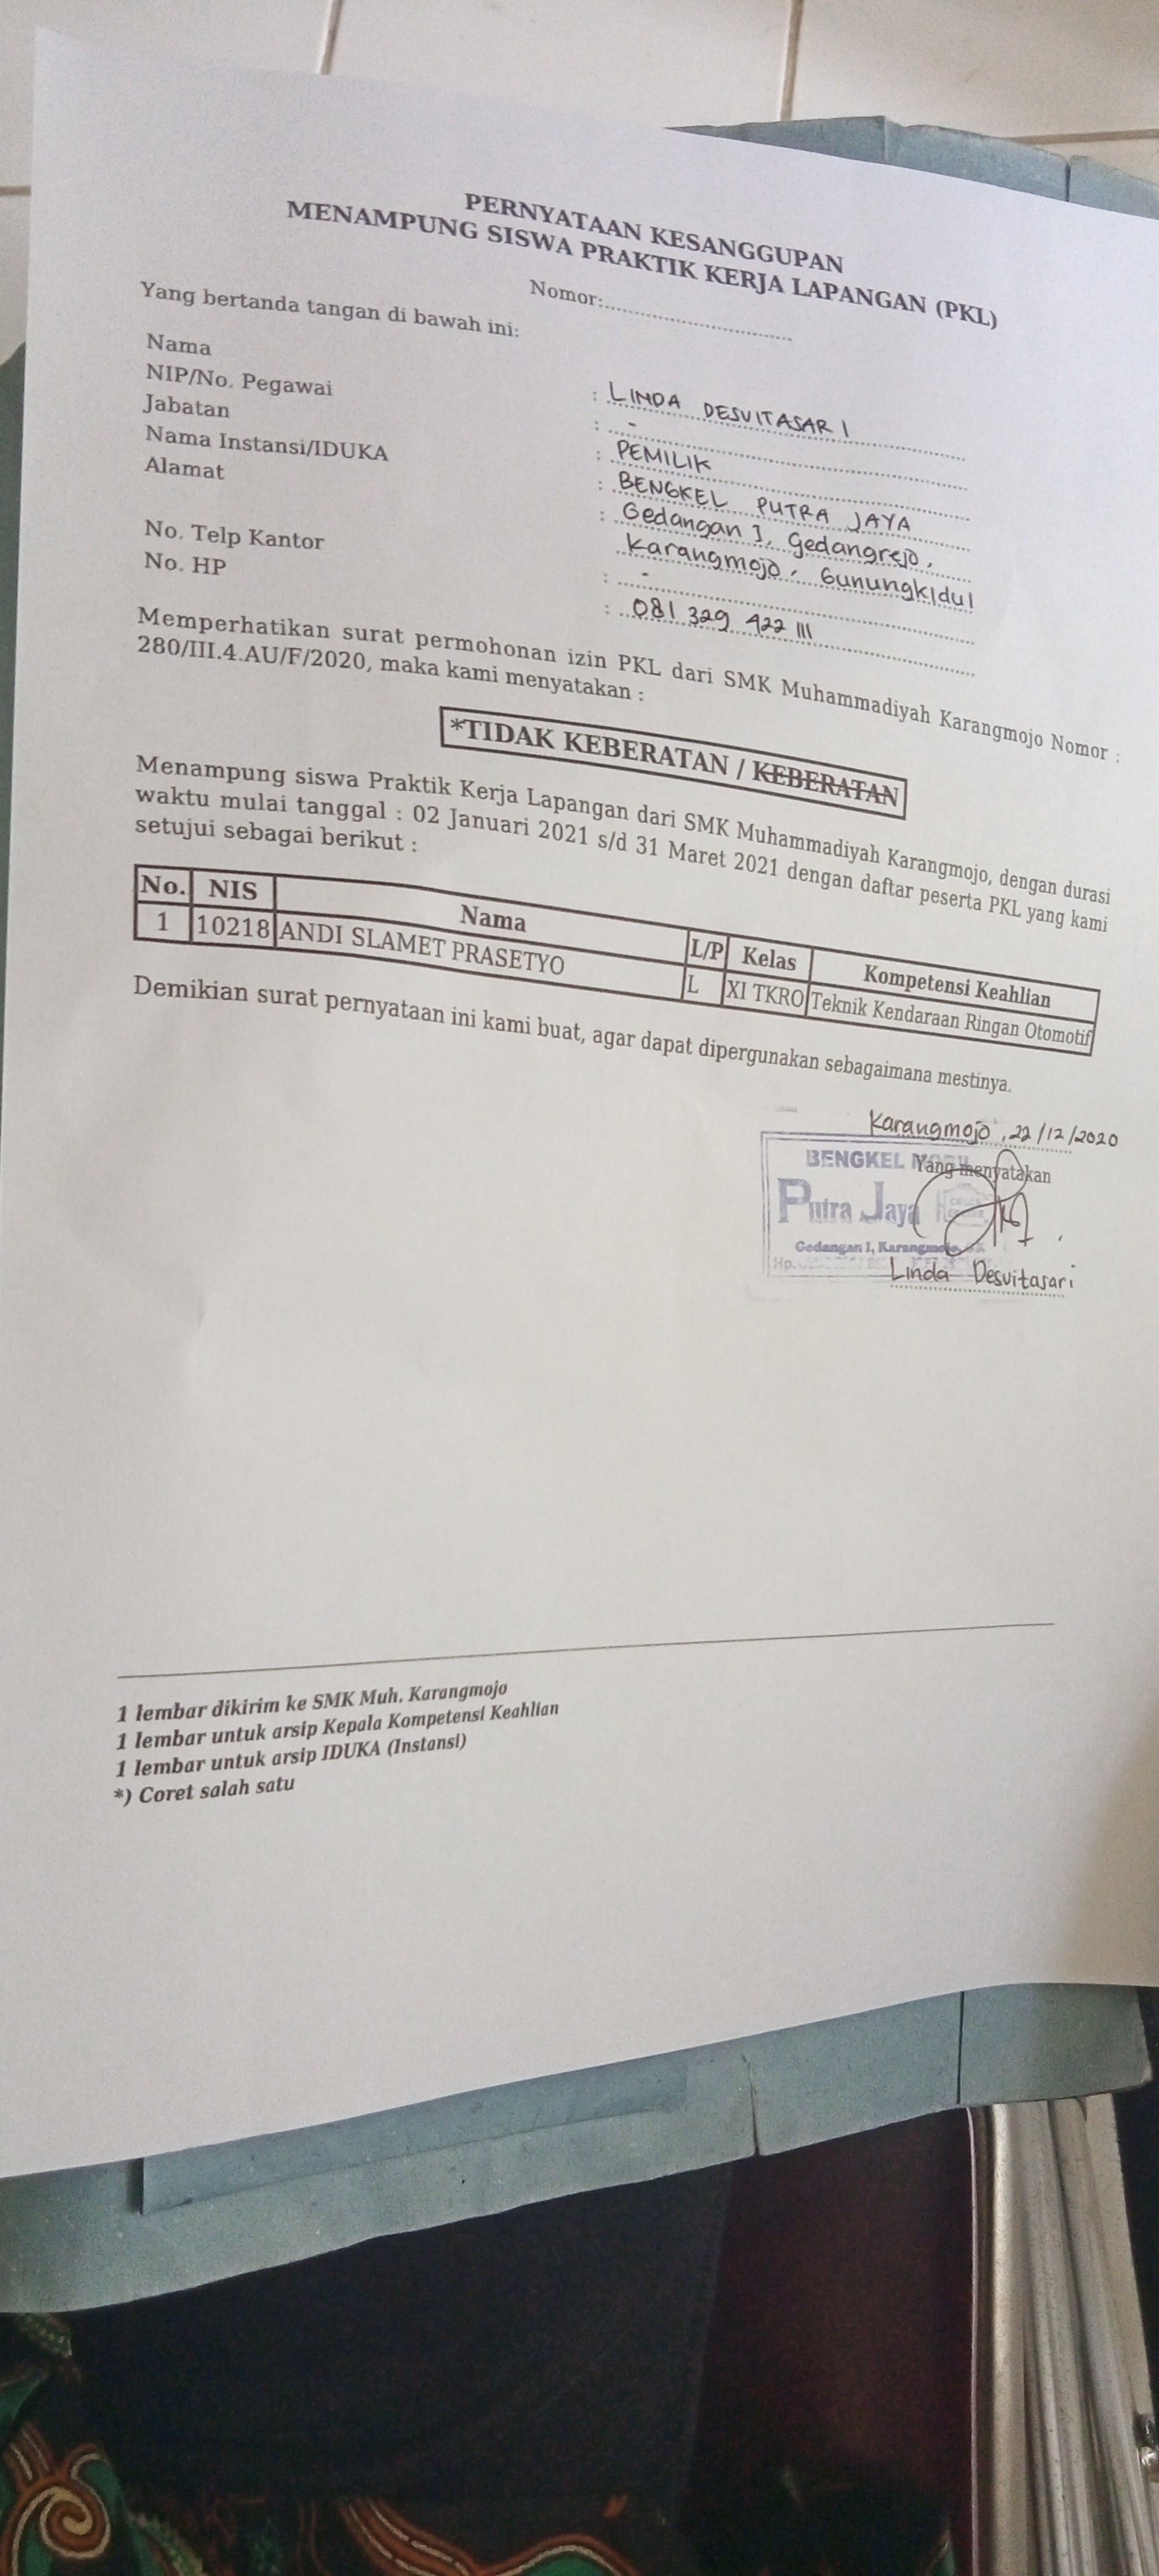 PERNYATAAN KESANGGUPAN
MENAMPUNG SISWA PRAKTIK KERJA LAPANGAN (PKL)
Nomor:..............................
Yang bertanda tangan di bawah ini:
Nama : LINDA DESVITASARI
NIP/No. Pegawai : -
Jabatan : PEMILIK
Nama Instansi/IDUKA : BENGKEL PUTRA JAYA
Alamat : Gedangan I, Gedangrejo,
Karangmojo, Gunungkidul
No. Telp Kantor : -
No. HP : 081 329 422 111
Memperhatikan surat permohonan izin PKL dari SMK Muhammadiyah Karangmojo Nomor :
280/III.4.AU/F/2020, maka kami menyatakan :
*TIDAK KEBERATAN / KEBERATAN
Menampung siswa Praktik Kerja Lapangan dari SMK Muhammadiyah Karangmojo, dengan durasi
waktu mulai tanggal : 02 Januari 2021 s/d 31 Maret 2021 dengan daftar peserta PKL yang kami
setujui sebagai berikut :
No. NIS Nama L/P Kelas Kompetensi Keahlian
1 10218 ANDI SLAMET PRASETYO L XI TKRO Teknik Kendaraan Ringan Otomotif
Demikian surat pernyataan ini kami buat, agar dapat dipergunakan sebagaimana mestinya.
Karangmojo, 22/12/2020
Yang menyatakan
BENGKEL
Putra Jaya
Gedangan I, Karangmojo,
Hp.
Linda Desvitasari
1 lembar dikirim ke SMK Muh. Karangmojo
1 lembar untuk arsip Kepala Kompetensi Keahlian
1 lembar untuk arsip IDUKA (Instansi)
*) Coret salah satu